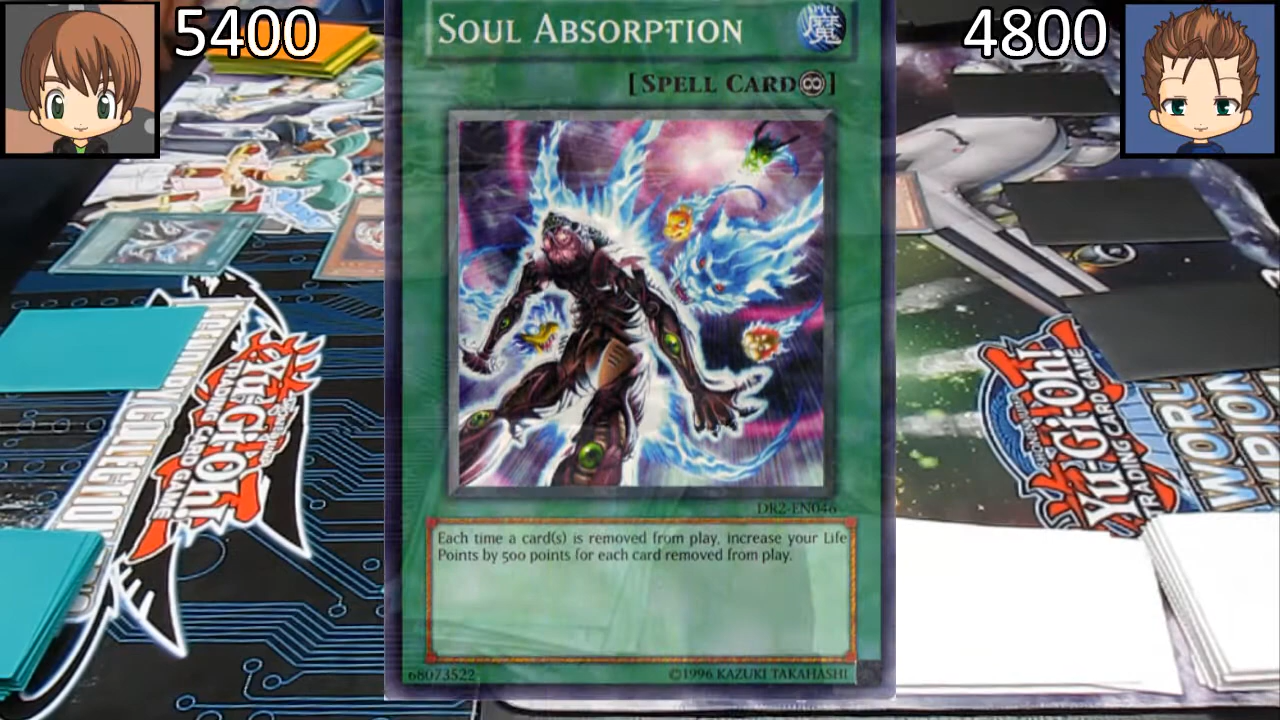 5400
4800
SOUL ABSORPTION
SPELL
魔
[SPELL CARD]
DR2-EN046
Each time a card(s) is removed from play, increase your Life
Points by 500 points for each card removed from play.
68073522
©1996 KAZUKI TAKAHASHI
Yu-Gi-Oh!
TRADING CARD GAME
Yu-Gi-Oh!
TRADING CARD GAME
WORL